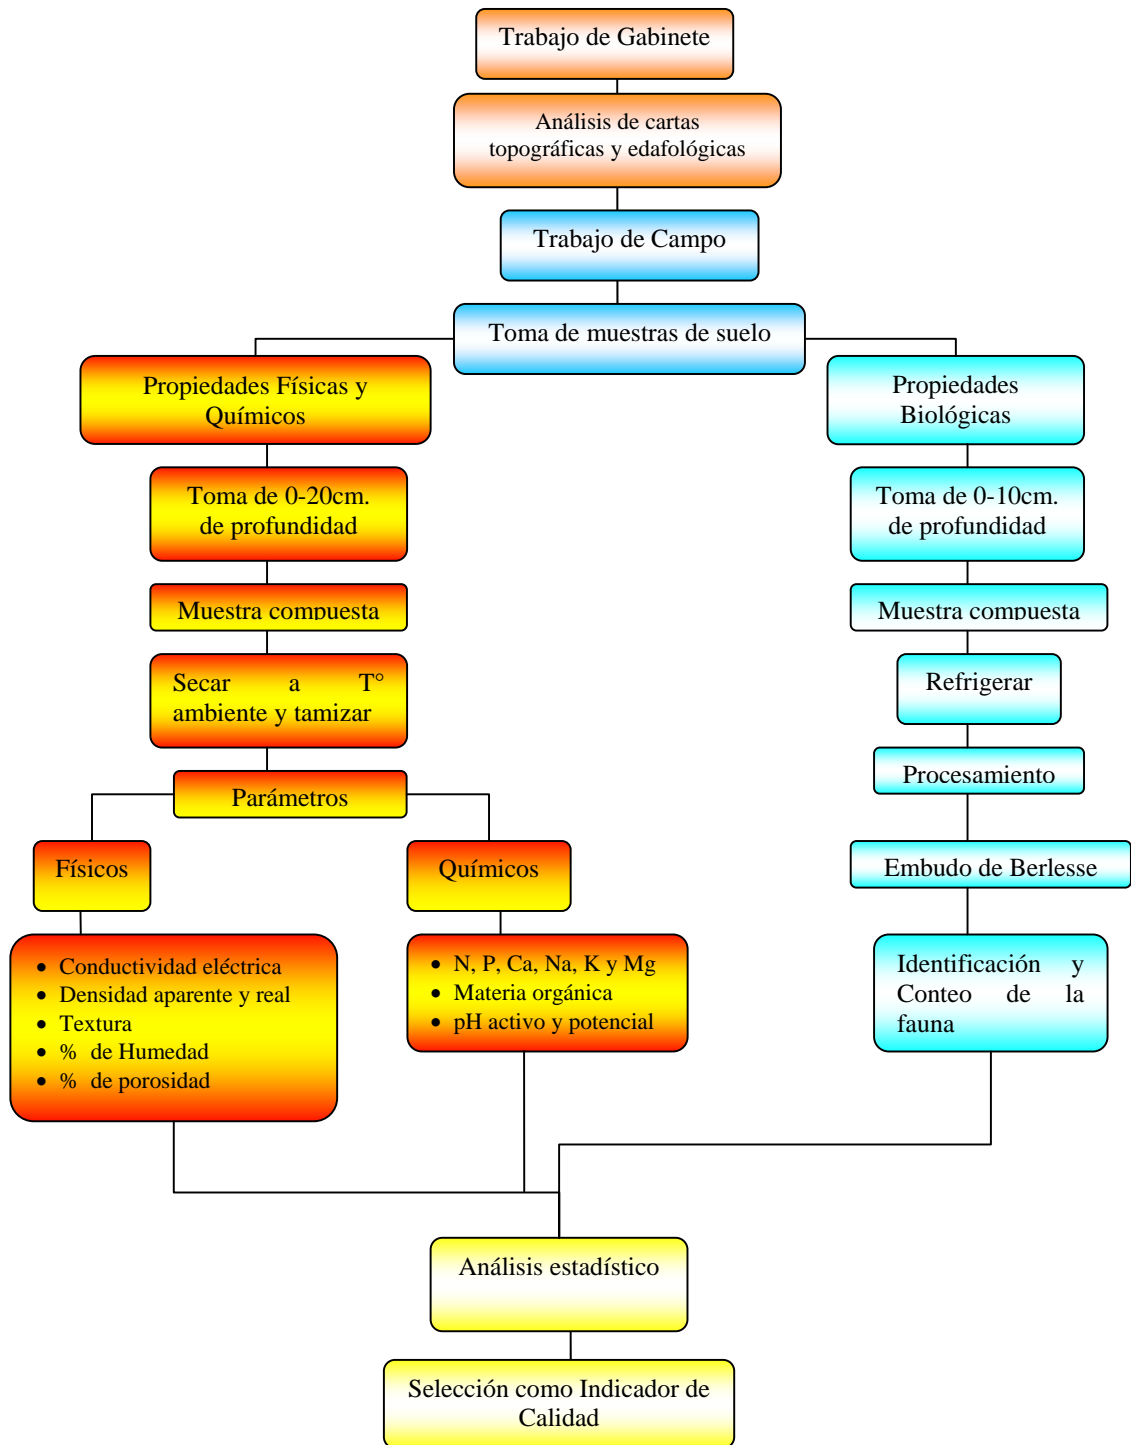 Trabajo de Gabinete
Análisis de cartas
topográficas y edafológicas
Trabajo de Campo
Toma de muestras de suelo
Propiedades Físicas y
Químicos
Toma de 0-20cm.
de profundidad
Muestra compuesta
Secar a T°
ambiente y tamizar
Parámetros
Físicos
• Conductividad eléctrica
• Densidad aparente y real
• Textura
• % de Humedad
• % de porosidad
Químicos
• N, P, Ca, Na, K y Mg
• Materia orgánica
• pH activo y potencial
Propiedades
Biológicas
Toma de 0-10cm.
de profundidad
Muestra compuesta
Refrigerar
Procesamiento
Embudo de Berlesse
Identificación y
Conteo de la
fauna
Análisis estadístico
Selección como Indicador de
Calidad